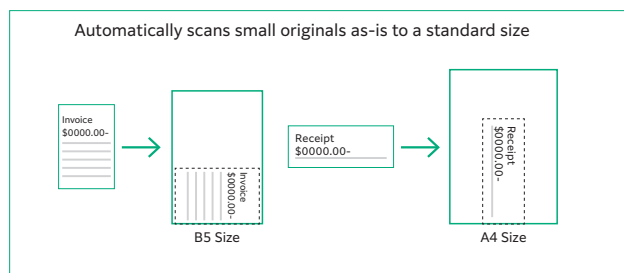 Automatically scans small originals as-is to a standard size
Invoice
$0000.00-
Invoice
$0000.00-
B5 Size
Receipt
$0000.00-
Receipt
$0000.00-
A4 Size